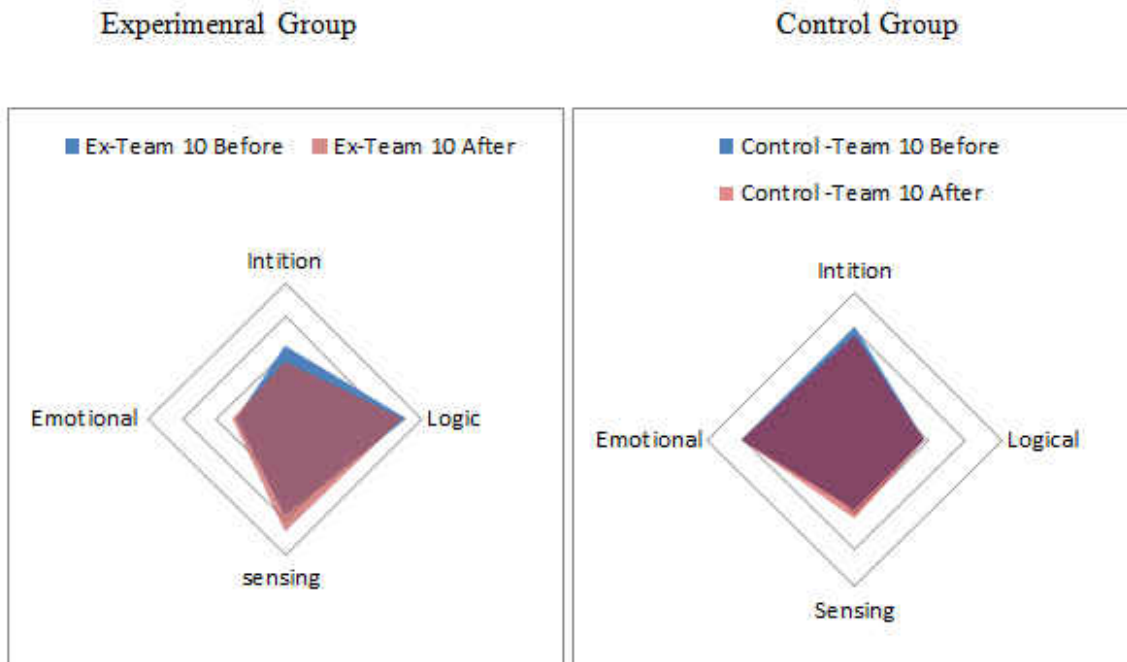 Experimenral Group
Control Group
Ex-Team 10 Before
Ex-Team 10 After
Intition
Emotional
Logic
sensing
Control -Team 10 Before
Control -Team 10 After
Intition
Emotional
Logical
Sensing